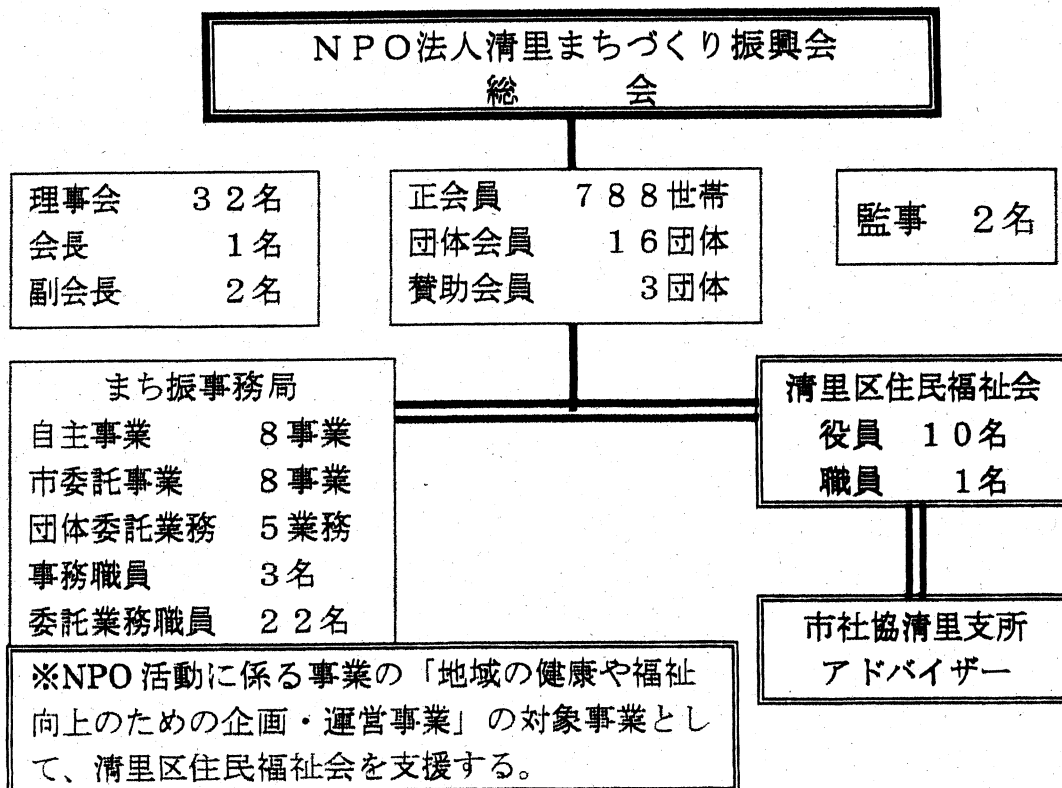 NPO法人清里まちづくり振興会
総　　会
理事会　３２名
会長　１名
副会長　２名
正会員　７８８世帯
団体会員　１６団体
賛助会員　３団体
監事　２名
まち振事務局
自主事業　８事業
市委託事業　８事業
団体委託業務　５業務
事務職員　３名
委託業務職員　２２名
清里区住民福祉会
役員　１０名
職員　１名
市社協清里支所
アドバイザー
※NPO活動に係る事業の「地域の健康や福祉
向上のための企画・運営事業」の対象事業とし
て、清里区住民福祉会を支援する。